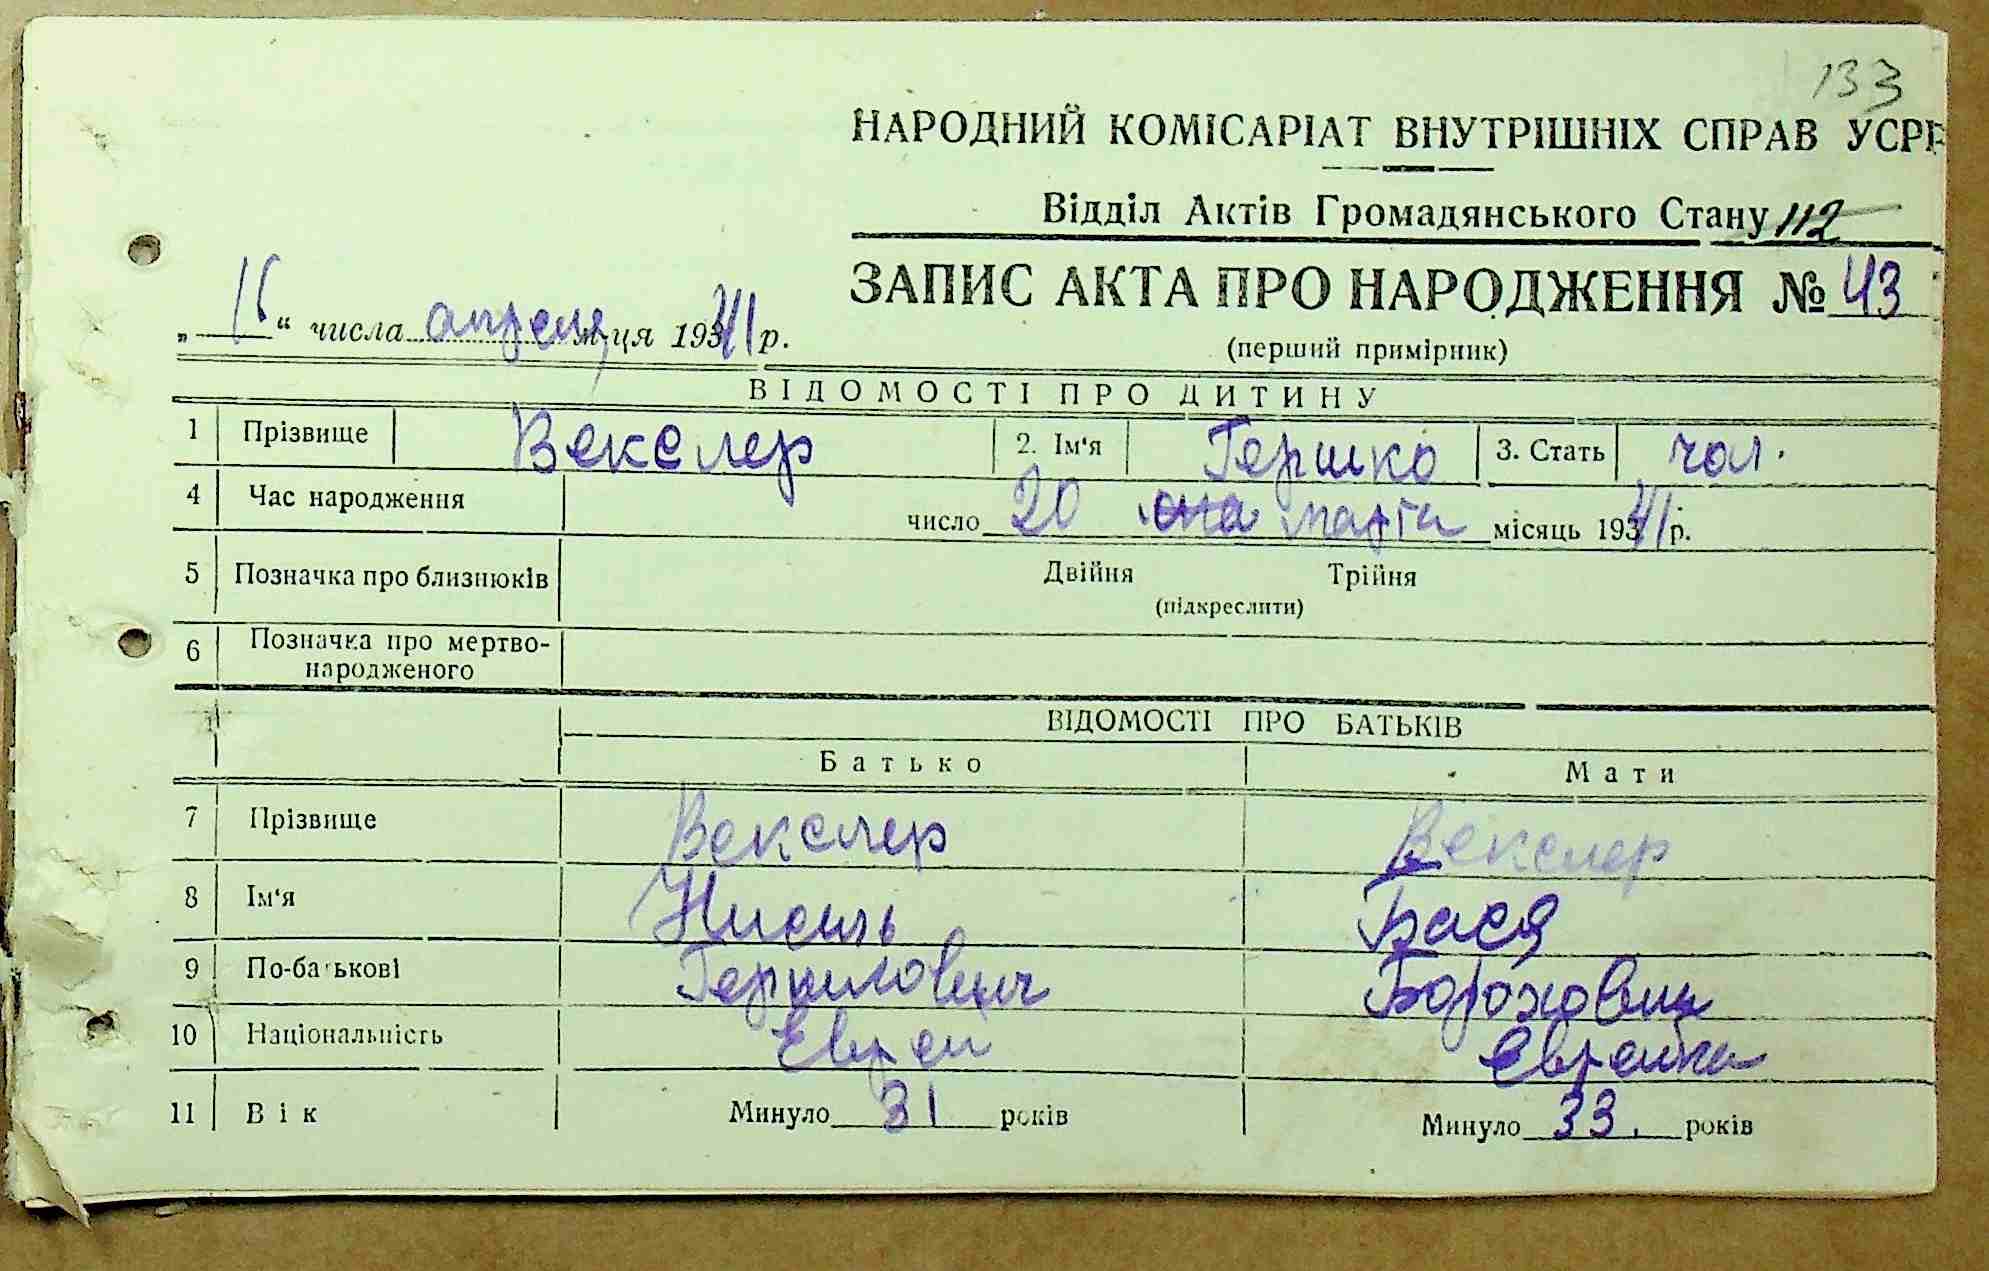 133
НАРОДНИЙ КОМІСАРІАТ ВНУТРІШНІХ СПРАВ УСРР
Відділ Актів Громадянського Стану 112
ЗАПИС АКТА ПРО НАРОДЖЕННЯ № 43
„ 16 “ числа апреля м-ця 1941 р.
(перший примірник)
ВІДОМОСТІ ПРО ДИТИНУ
1 Прізвище Векслер 2. Ім'я Гершко 3. Стать чол.
4 Час народження число 20 марта місяць 1941 р.
5 Позначка про близнюків Двійня Трійня
(підкреслити)
6 Позначка про мертво-
народженого
ВІДОМОСТІ ПРО БАТЬКІВ
Батько Мати
7 Прізвище Векслер Векслер
8 Ім'я Нисель Бася
9 По-батькові Гершкович Борохович
10 Національність Еврей Еврейка
11 Вік Минуло 31 років Минуло 33. років